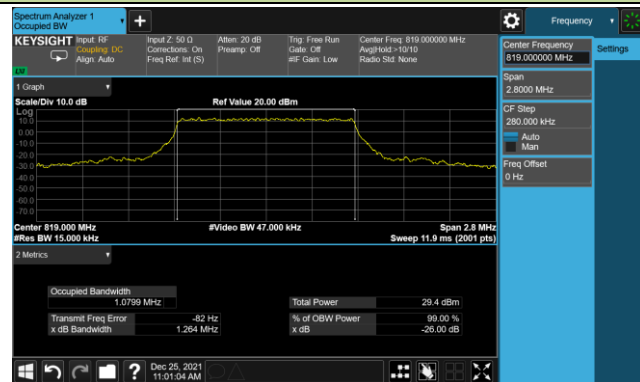 Spectrum Analyzer 1
Occupied BW
Frequency
KEYSIGHT
Input: RF
Coupling: DC
Align: Auto
Input Z: 50 Ω
Corrections: On
Freq Ref: Int (S)
Atten: 20 dB
Preamp: Off
Trig: Free Run
Gate: Off
#IF Gain: Low
Center Freq: 819.000000 MHz
Avg|Hold:>10/10
Radio Std: None
Center Frequency
819.000000 MHz
Settings
Span
2.8000 MHz
CF Step
280.000 kHz
Auto
Man
Freq Offset
0 Hz
1 Graph
Scale/Div 10.0 dB
Ref Value 20.00 dBm
Log
10.0
0.00
-10.0
-20.0
-30.0
-40.0
-50.0
-60.0
-70.0
Center 819.000 MHz
#Video BW 47.000 kHz
Span 2.8 MHz
#Res BW 15.000 kHz
Sweep 11.9 ms (2001 pts)
2 Metrics
Occupied Bandwidth
1.0799 MHz
Total Power
29.4 dBm
Transmit Freq Error
-82 Hz
% of OBW Power
99.00 %
x dB Bandwidth
1.264 MHz
x dB
-26.00 dB
?
Dec 25, 2021
11:01:04 AM